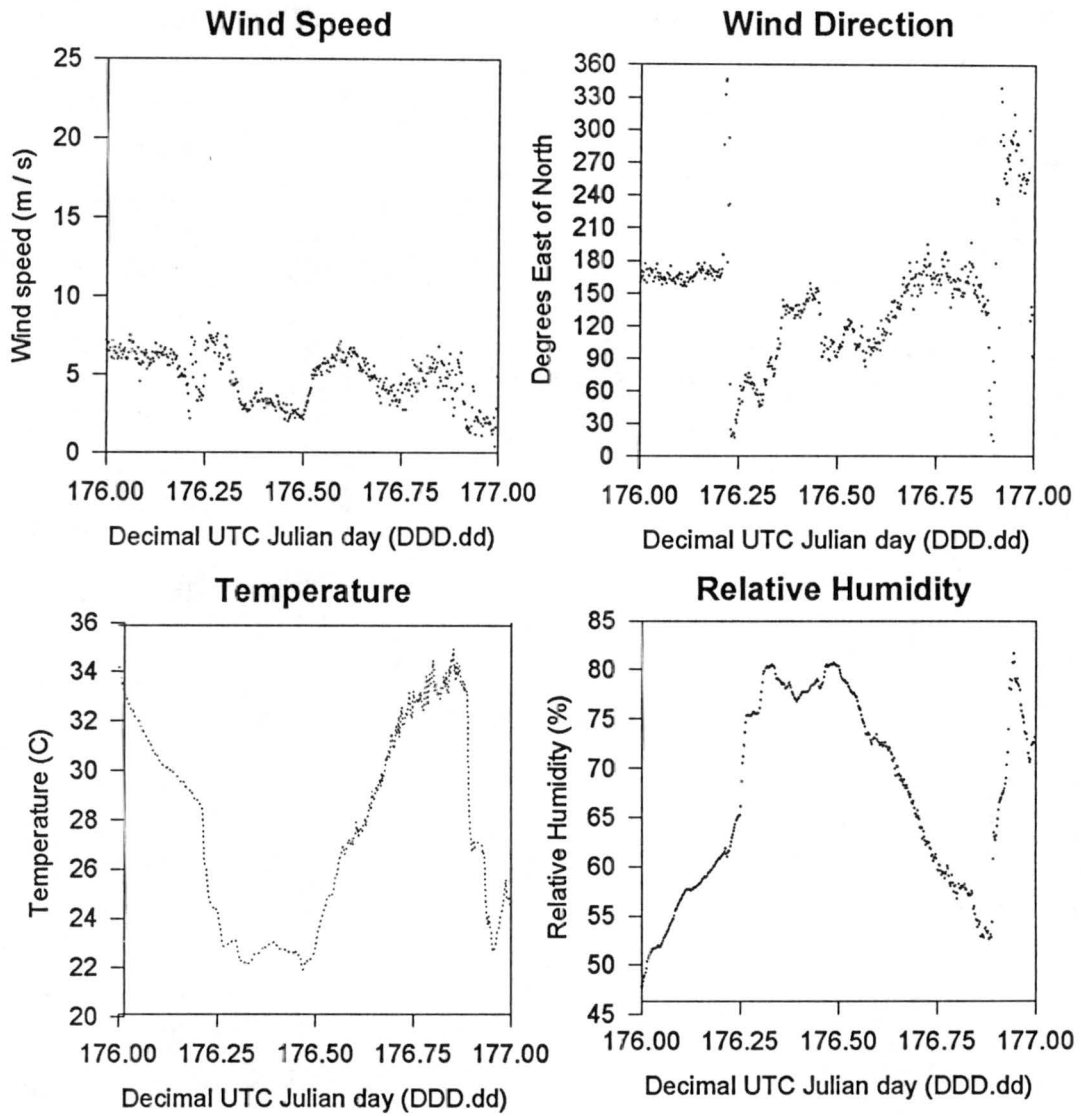 Wind Speed
25
20
15
10
5
0
Wind speed (m / s)
176.00 176.25 176.50 176.75 177.00
Decimal UTC Julian day (DDD.dd)
Wind Direction
360
330
300
270
240
210
180
150
120
90
60
30
0
Degrees East of North
176.00 176.25 176.50 176.75 177.00
Decimal UTC Julian day (DDD.dd)
Temperature
36
34
32
30
28
26
24
22
20
Temperature (C)
176.00 176.25 176.50 176.75 177.00
Decimal UTC Julian day (DDD.dd)
Relative Humidity
85
80
75
70
65
60
55
50
45
Relative Humidity (%)
176.00 176.25 176.50 176.75 177.00
Decimal UTC Julian day (DDD.dd)